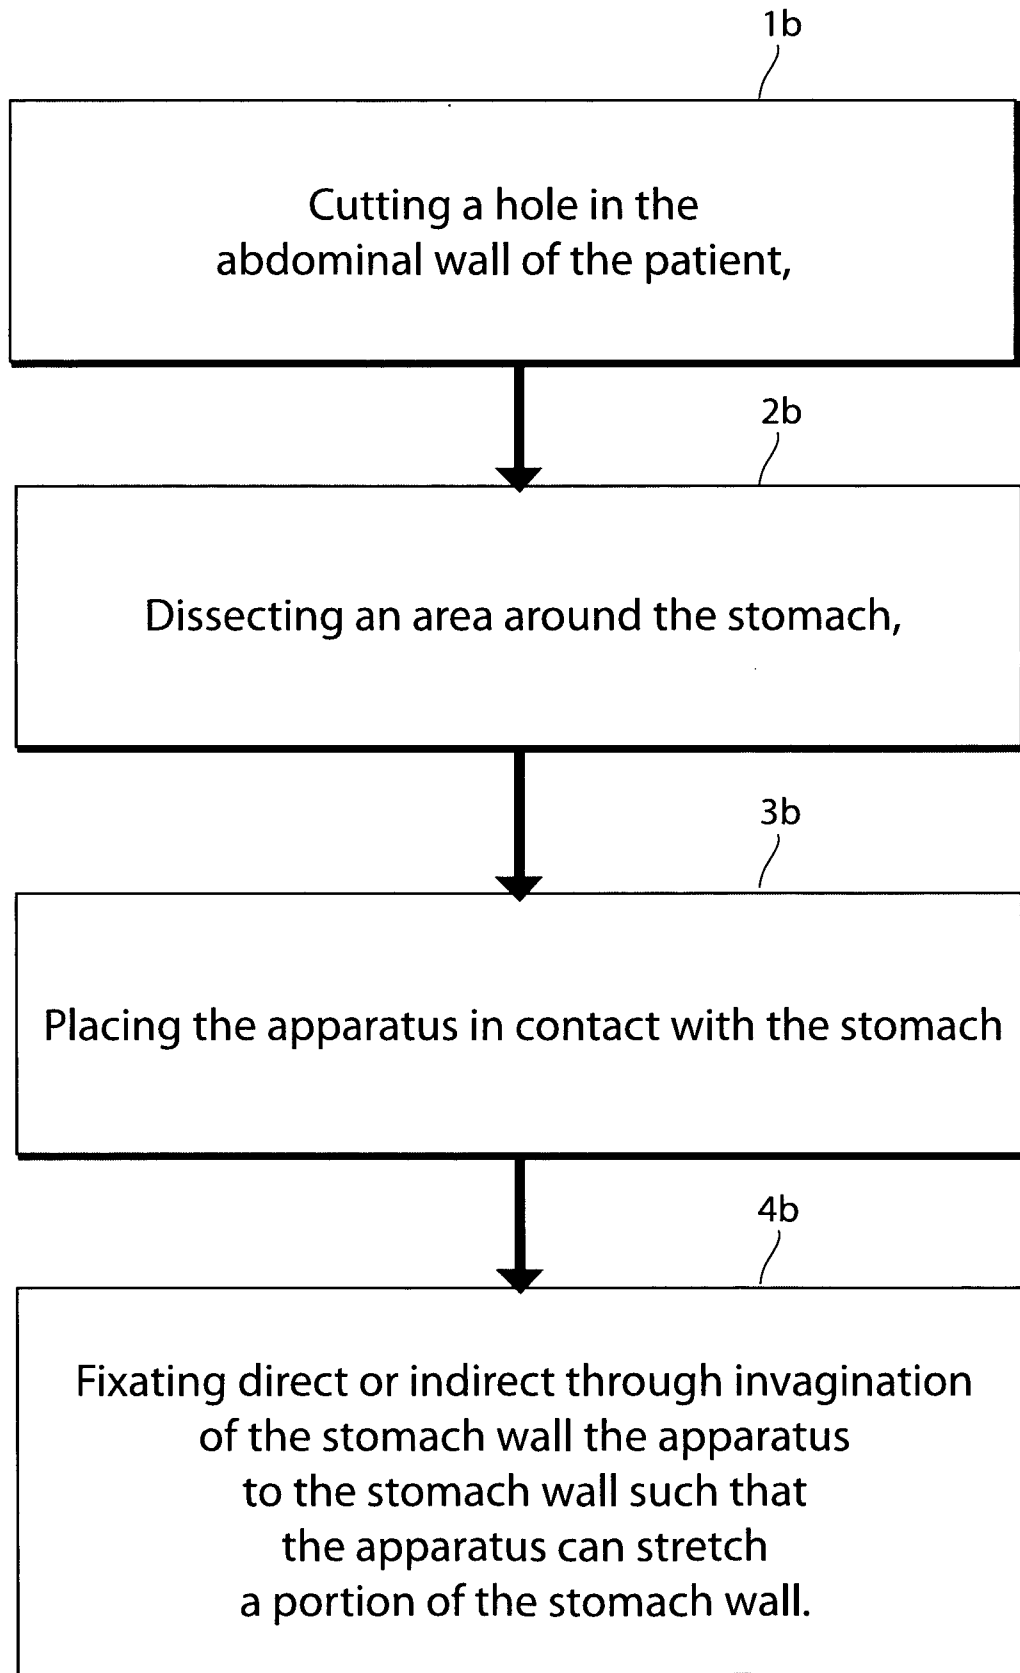 1b
Cutting a hole in the
abdominal wall of the patient,
2b
Dissecting an area around the stomach,
3b
Placing the apparatus in contact with the stomach
4b
Fixating direct or indirect through invagination
of the stomach wall the apparatus
to the stomach wall such that
the apparatus can stretch
a portion of the stomach wall.